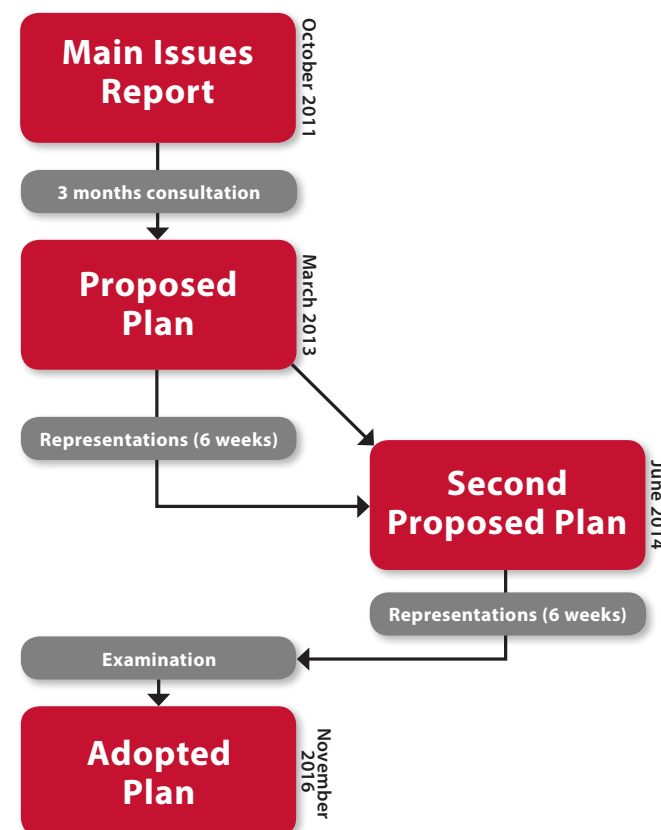 Main Issues
Report
October 2011
3 months consultation
Proposed
Plan
March 2013
Representations (6 weeks)
Second
Proposed Plan
June 2014
Representations (6 weeks)
Examination
Adopted
Plan
November
2016